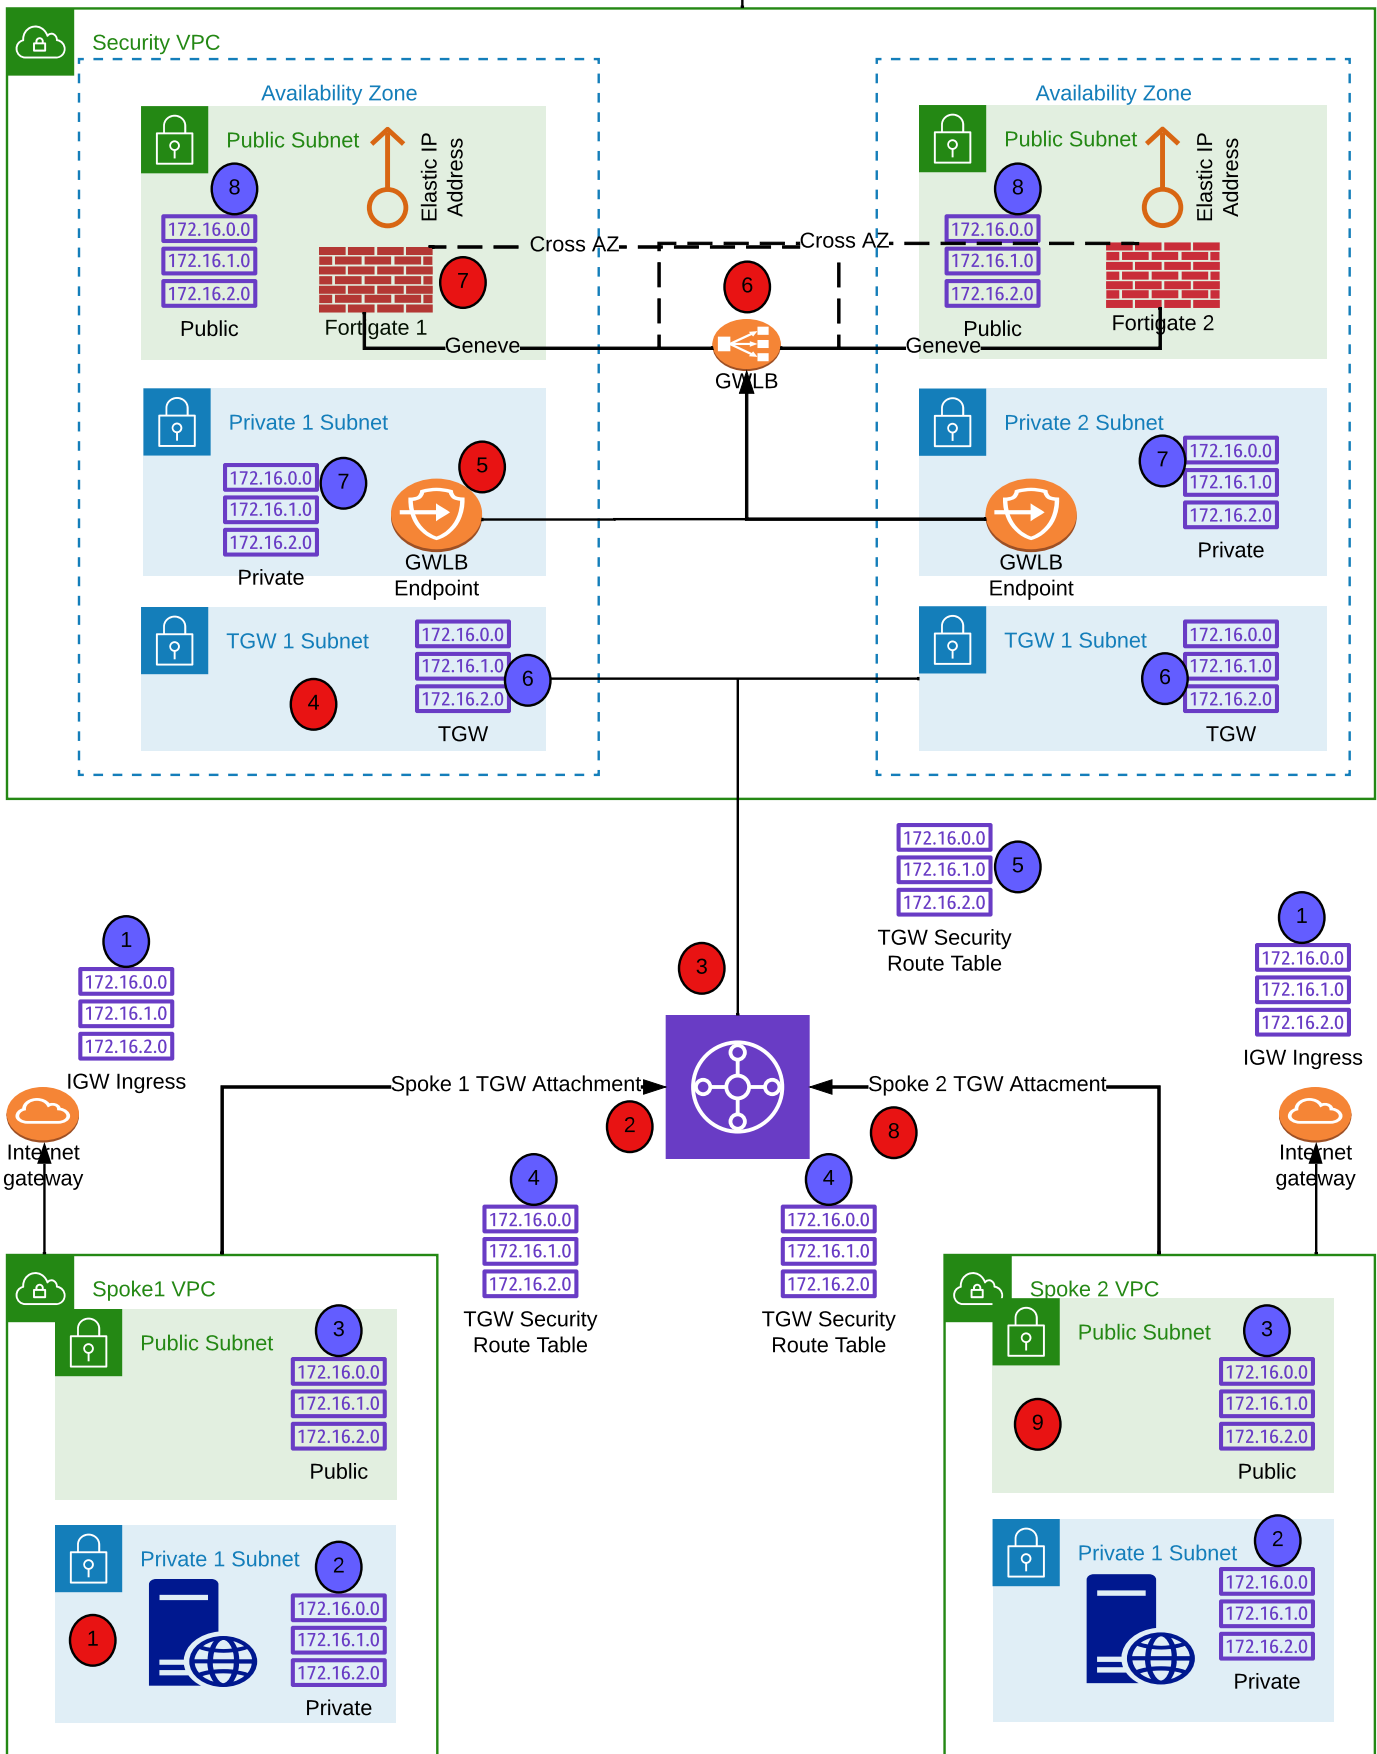 Security VPC
Availability Zone
Public Subnet
8
Elastic IP
Address
172.16.0.0
172.16.1.0
172.16.2.0
Public
7
Fortigate 1
Cross AZ
Cross AZ
6
GWLB
Geneve
Geneve
Availability Zone
Public Subnet
8
Elastic IP
Address
172.16.0.0
172.16.1.0
172.16.2.0
Public
Fortigate 2
Private 1 Subnet
5
7
172.16.0.0
172.16.1.0
172.16.2.0
Private
GWLB
Endpoint
Private 2 Subnet
7
172.16.0.0
172.16.1.0
172.16.2.0
Private
GWLB
Endpoint
TGW 1 Subnet
4
172.16.0.0
172.16.1.0
172.16.2.0
6
TGW
TGW 1 Subnet
6
172.16.0.0
172.16.1.0
172.16.2.0
TGW
172.16.0.0
172.16.1.0
172.16.2.0
5
TGW Security
Route Table
1
172.16.0.0
172.16.1.0
172.16.2.0
IGW Ingress
Internet
gateway
3
1
172.16.0.0
172.16.1.0
172.16.2.0
IGW Ingress
Internet
gateway
Spoke 1 TGW Attachment
2
Spoke 2 TGW Attacment
8
4
172.16.0.0
172.16.1.0
172.16.2.0
TGW Security
Route Table
4
172.16.0.0
172.16.1.0
172.16.2.0
TGW Security
Route Table
Spoke1 VPC
Public Subnet
3
172.16.0.0
172.16.1.0
172.16.2.0
Public
Private 1 Subnet
2
1
172.16.0.0
172.16.1.0
172.16.2.0
Private
Spoke 2 VPC
Public Subnet
3
9
172.16.0.0
172.16.1.0
172.16.2.0
Public
Private 1 Subnet
2
172.16.0.0
172.16.1.0
172.16.2.0
Private